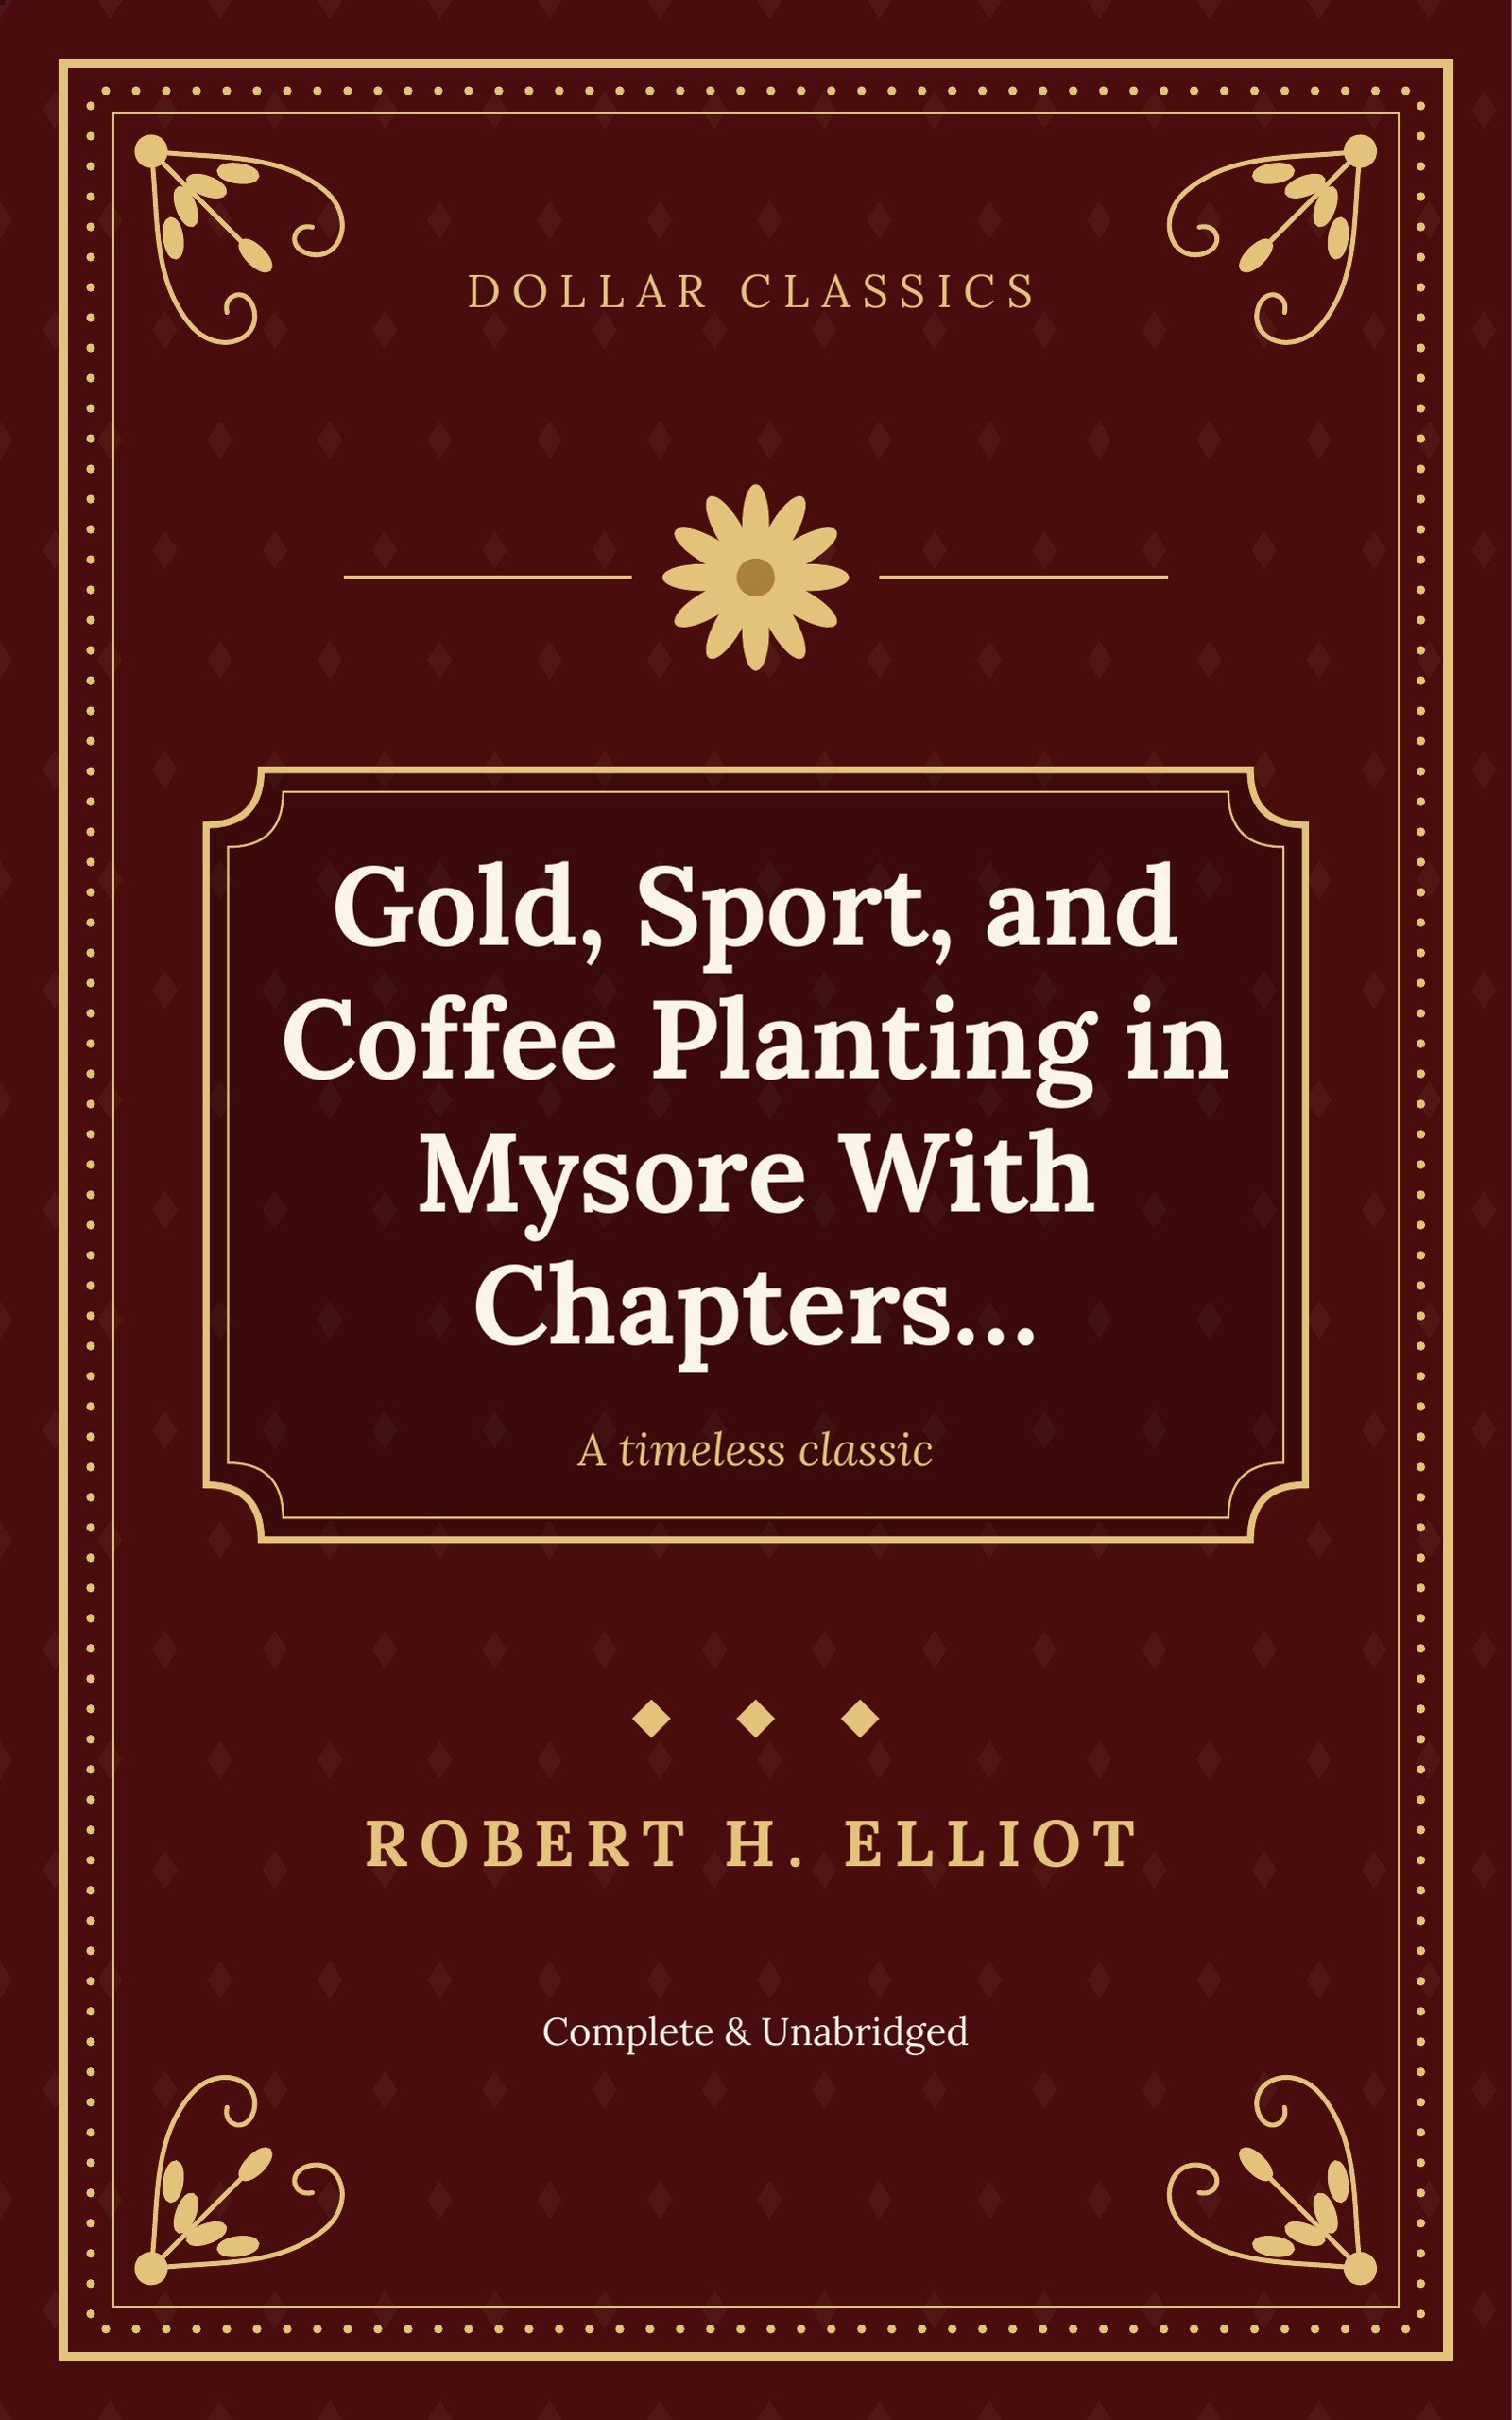 DOLLAR CLASSICS
Gold, Sport, and
Coffee Planting in
Mysore With
Chapters...
A timeless classic
ROBERT H. ELLIOT
Complete & Unabridged